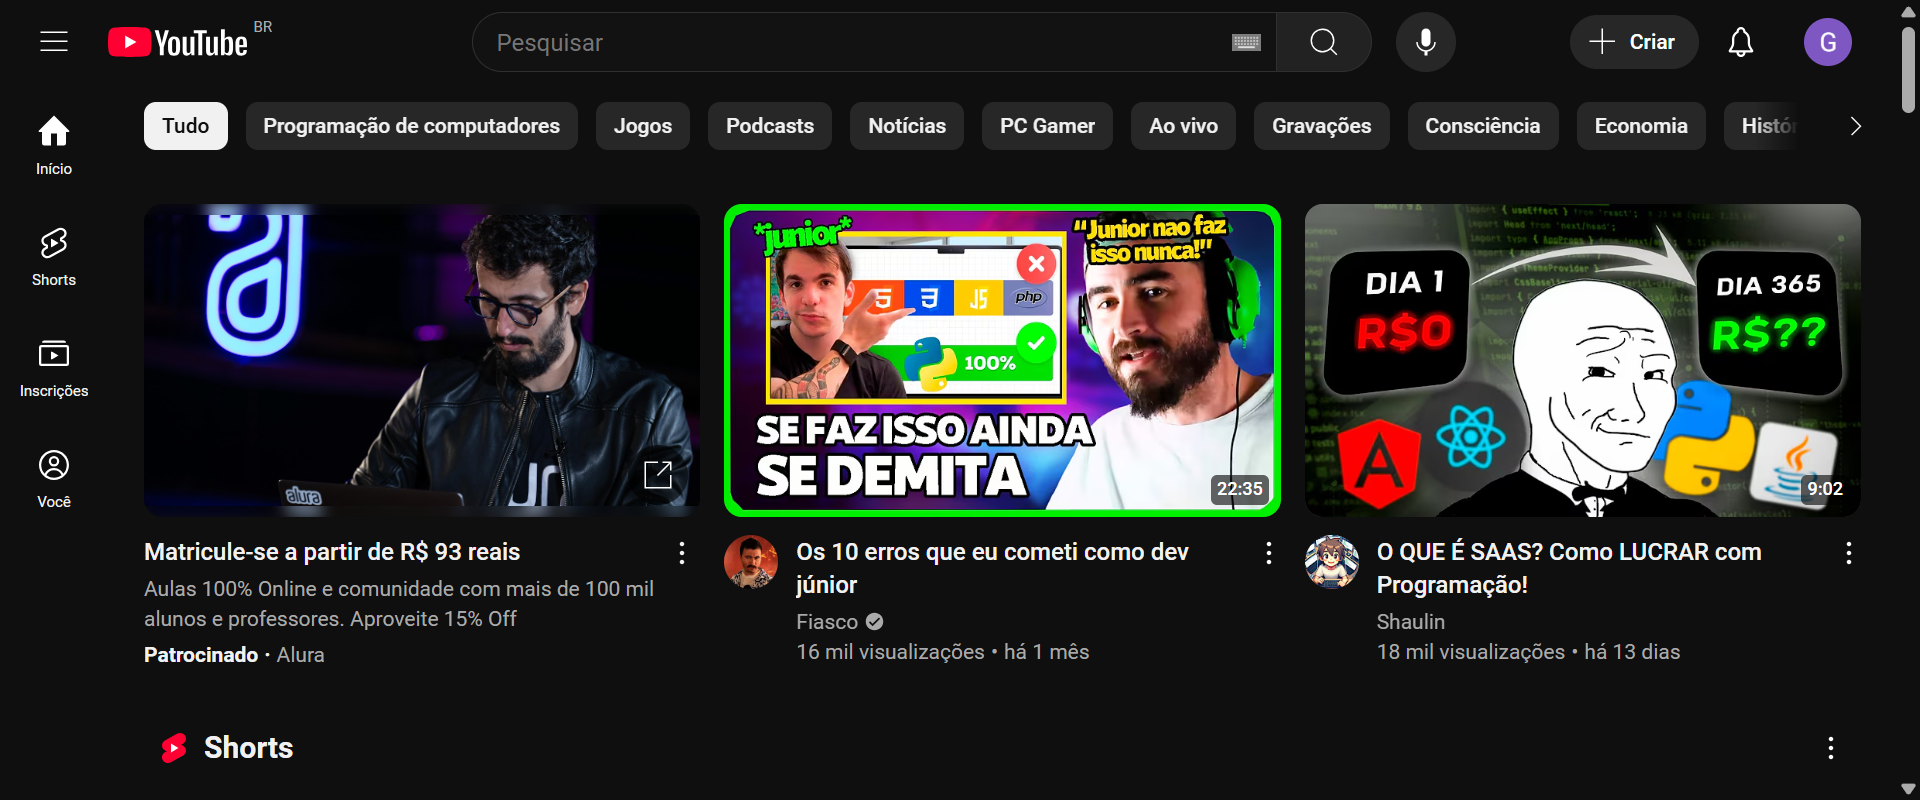 YouTube BR
Pesquisar
Criar
G
Tudo
Programação de computadores
Jogos
Podcasts
Notícias
PC Gamer
Ao vivo
Gravações
Consciência
Economia
Histór
Início
Shorts
Inscrições
Você
alura
*junior*
"Junior nao faz
isso nunca!"
JS
php
100%
SE FAZ ISSO AINDA
SE DEMITA
22:35
DIA 1
R$0
DIA 365
R$??
Java
9:02
Matricule-se a partir de R$ 93 reais
Aulas 100% Online e comunidade com mais de 100 mil
alunos e professores. Aproveite 15% Off
Patrocinado • Alura
Os 10 erros que eu cometi como dev
júnior
Fiasco
16 mil visualizações • há 1 mês
O QUE É SAAS? Como LUCRAR com
Programação!
Shaulin
18 mil visualizações • há 13 dias
Shorts